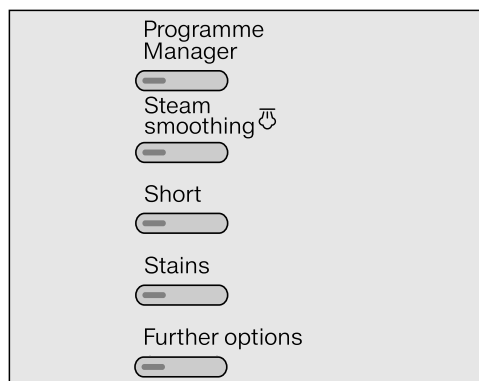 Programme
Manager
Steam
smoothing
Short
Stains
Further options